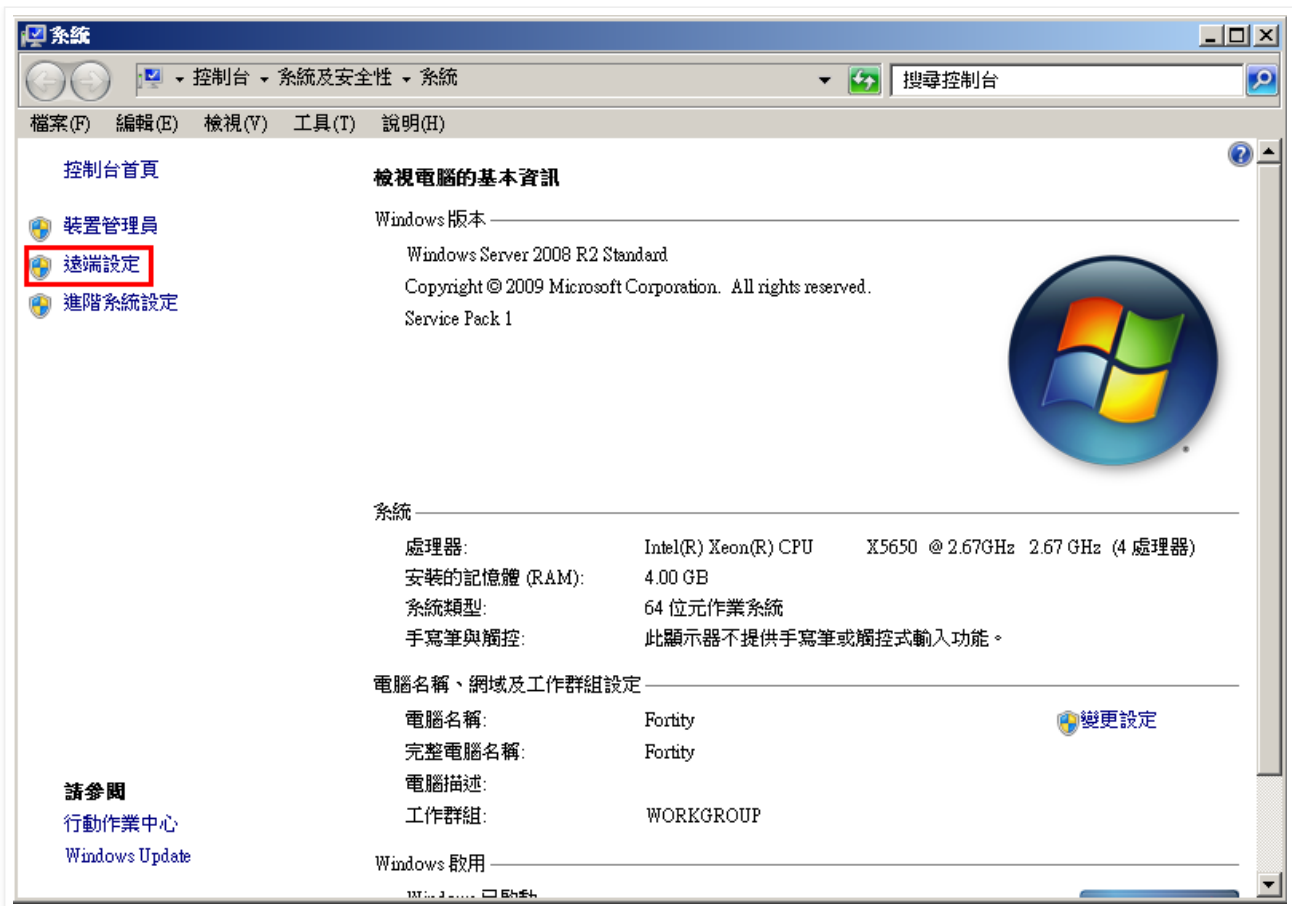 系統
控制台 系統及安全性 系統 搜尋控制台
檔案(F) 編輯(E) 檢視(V) 工具(T) 說明(H)
控制台首頁
裝置管理員
遠端設定
進階系統設定
檢視電腦的基本資訊
Windows 版本
Windows Server 2008 R2 Standard
Copyright © 2009 Microsoft Corporation. All rights reserved.
Service Pack 1
系統
處理器: Intel(R) Xeon(R) CPU X5650 @ 2.67GHz 2.67 GHz (4 處理器)
安裝的記憶體 (RAM): 4.00 GB
系統類型: 64 位元作業系統
手寫筆與觸控: 此顯示器不提供手寫筆或觸控式輸入功能。
電腦名稱、網域及工作群組設定
電腦名稱: Fortity 變更設定
完整電腦名稱: Fortity
電腦描述:
工作群組: WORKGROUP
Windows 啟用
Windows 已啟動
請參閱
行動作業中心
Windows Update